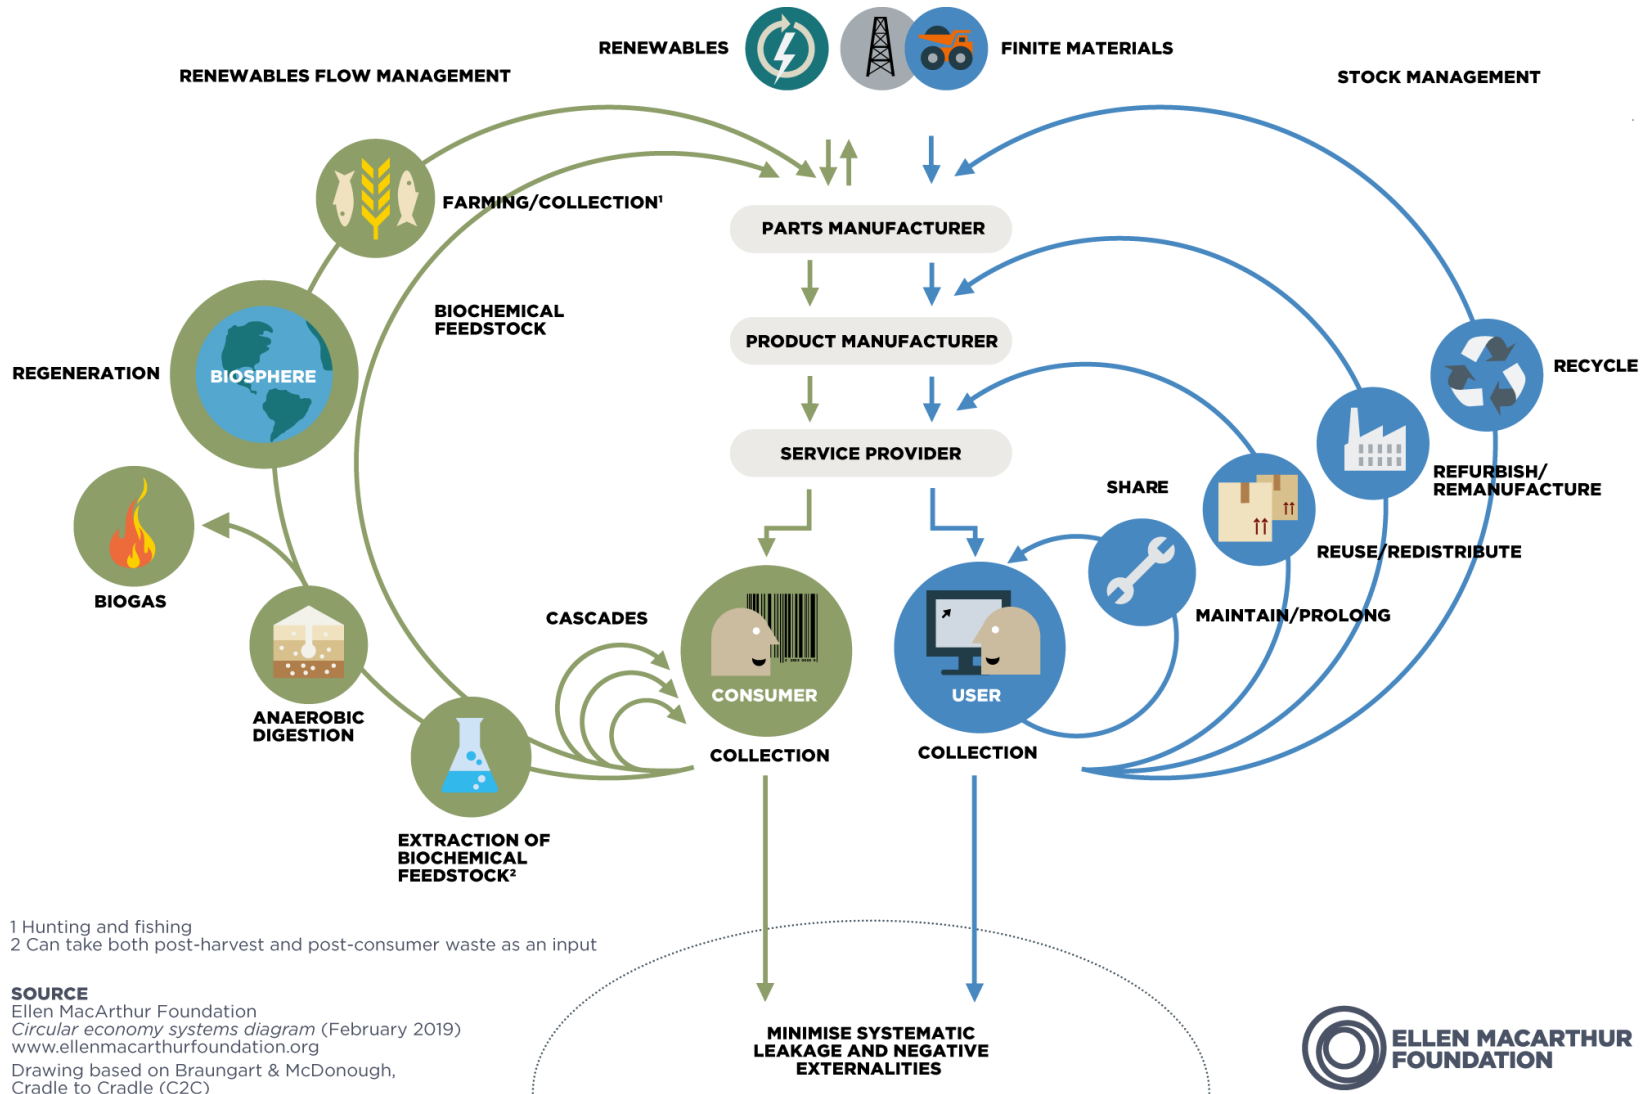 RENEWABLES
FINITE MATERIALS
RENEWABLES FLOW MANAGEMENT
STOCK MANAGEMENT
FARMING/COLLECTION¹
PARTS MANUFACTURER
BIOCHEMICAL
FEEDSTOCK
PRODUCT MANUFACTURER
REGENERATION
BIOSPHERE
RECYCLE
SERVICE PROVIDER
SHARE
REFURBISH/
REMANUFACTURE
REUSE/REDISTRIBUTE
BIOGAS
CASCADES
MAINTAIN/PROLONG
CONSUMER
USER
ANAEROBIC
DIGESTION
COLLECTION
COLLECTION
EXTRACTION OF
BIOCHEMICAL
FEEDSTOCK²
1 Hunting and fishing
2 Can take both post-harvest and post-consumer waste as an input
SOURCE
Ellen MacArthur Foundation
Circular economy systems diagram (February 2019)
www.ellenmacarthurfoundation.org
Drawing based on Braungart & McDonough,
Cradle to Cradle (C2C)
MINIMISE SYSTEMATIC
LEAKAGE AND NEGATIVE
EXTERNALITIES
ELLEN MACARTHUR
FOUNDATION